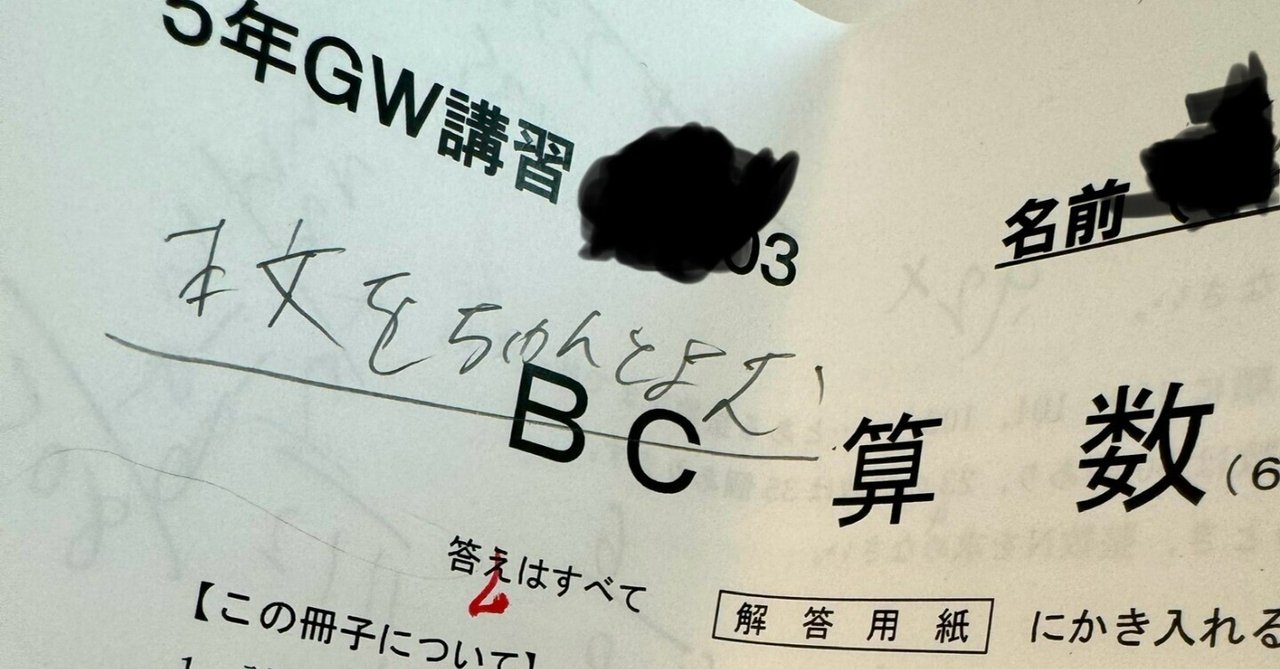 5年GW講習
03
名前
本文をちゃんとよむ!
BC 算数(6
答えはすべて 解答用紙 にかき入れる
【この冊子について】